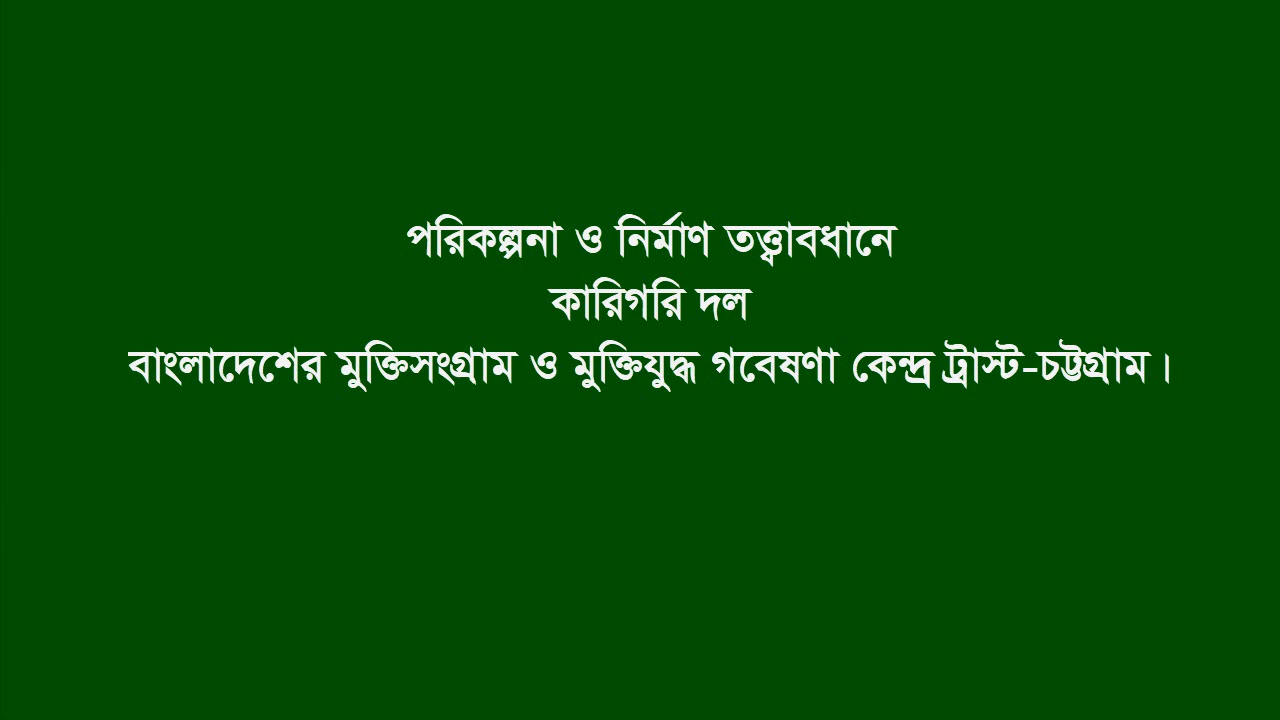 পরিকল্পনা ও নির্মাণ তত্ত্বাবধানে
কারিগরি দল
বাংলাদেশের মুক্তিসংগ্রাম ও মুক্তিযুদ্ধ গবেষণা কেন্দ্র ট্রাস্ট-চট্টগ্রাম।